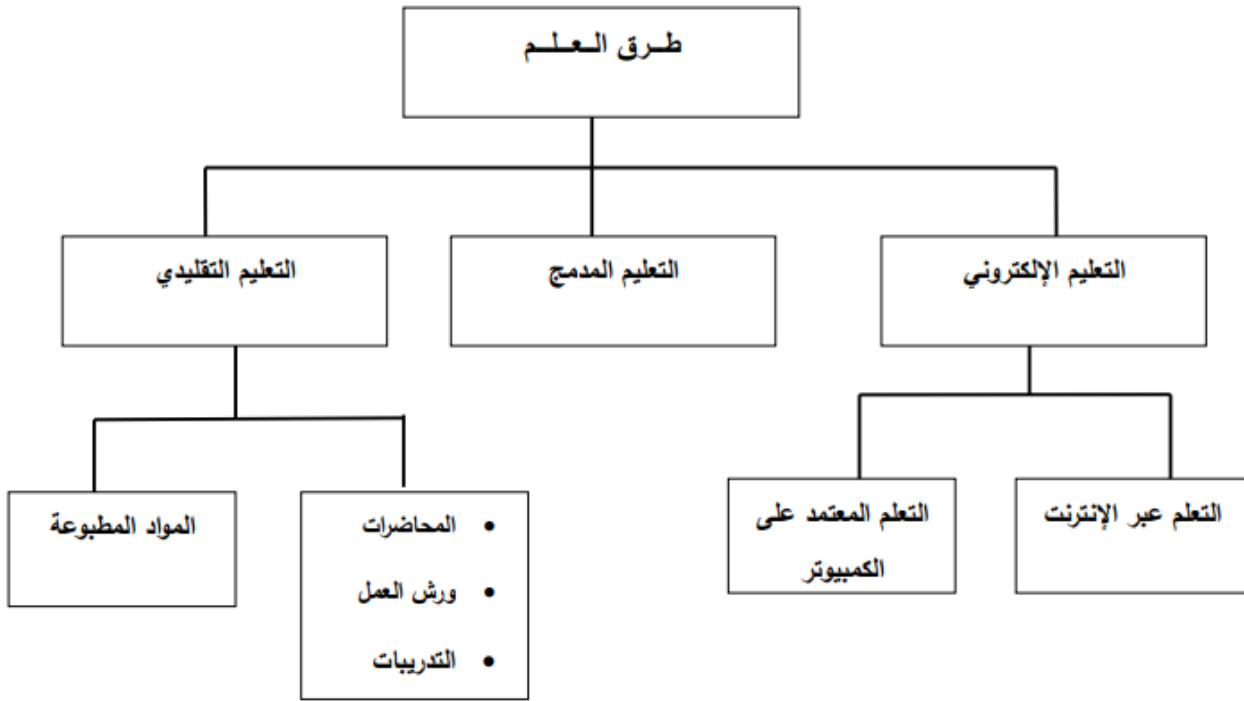 طـرق الـعـلـم
التعليم الإلكتروني
التعليم المدمج
التعليم التقليدي
التعلم عبر الإنترنت
التعلم المعتمد على
الكمبيوتر
• المحاضرات
• ورش العمل
• التدريبات
المواد المطبوعة